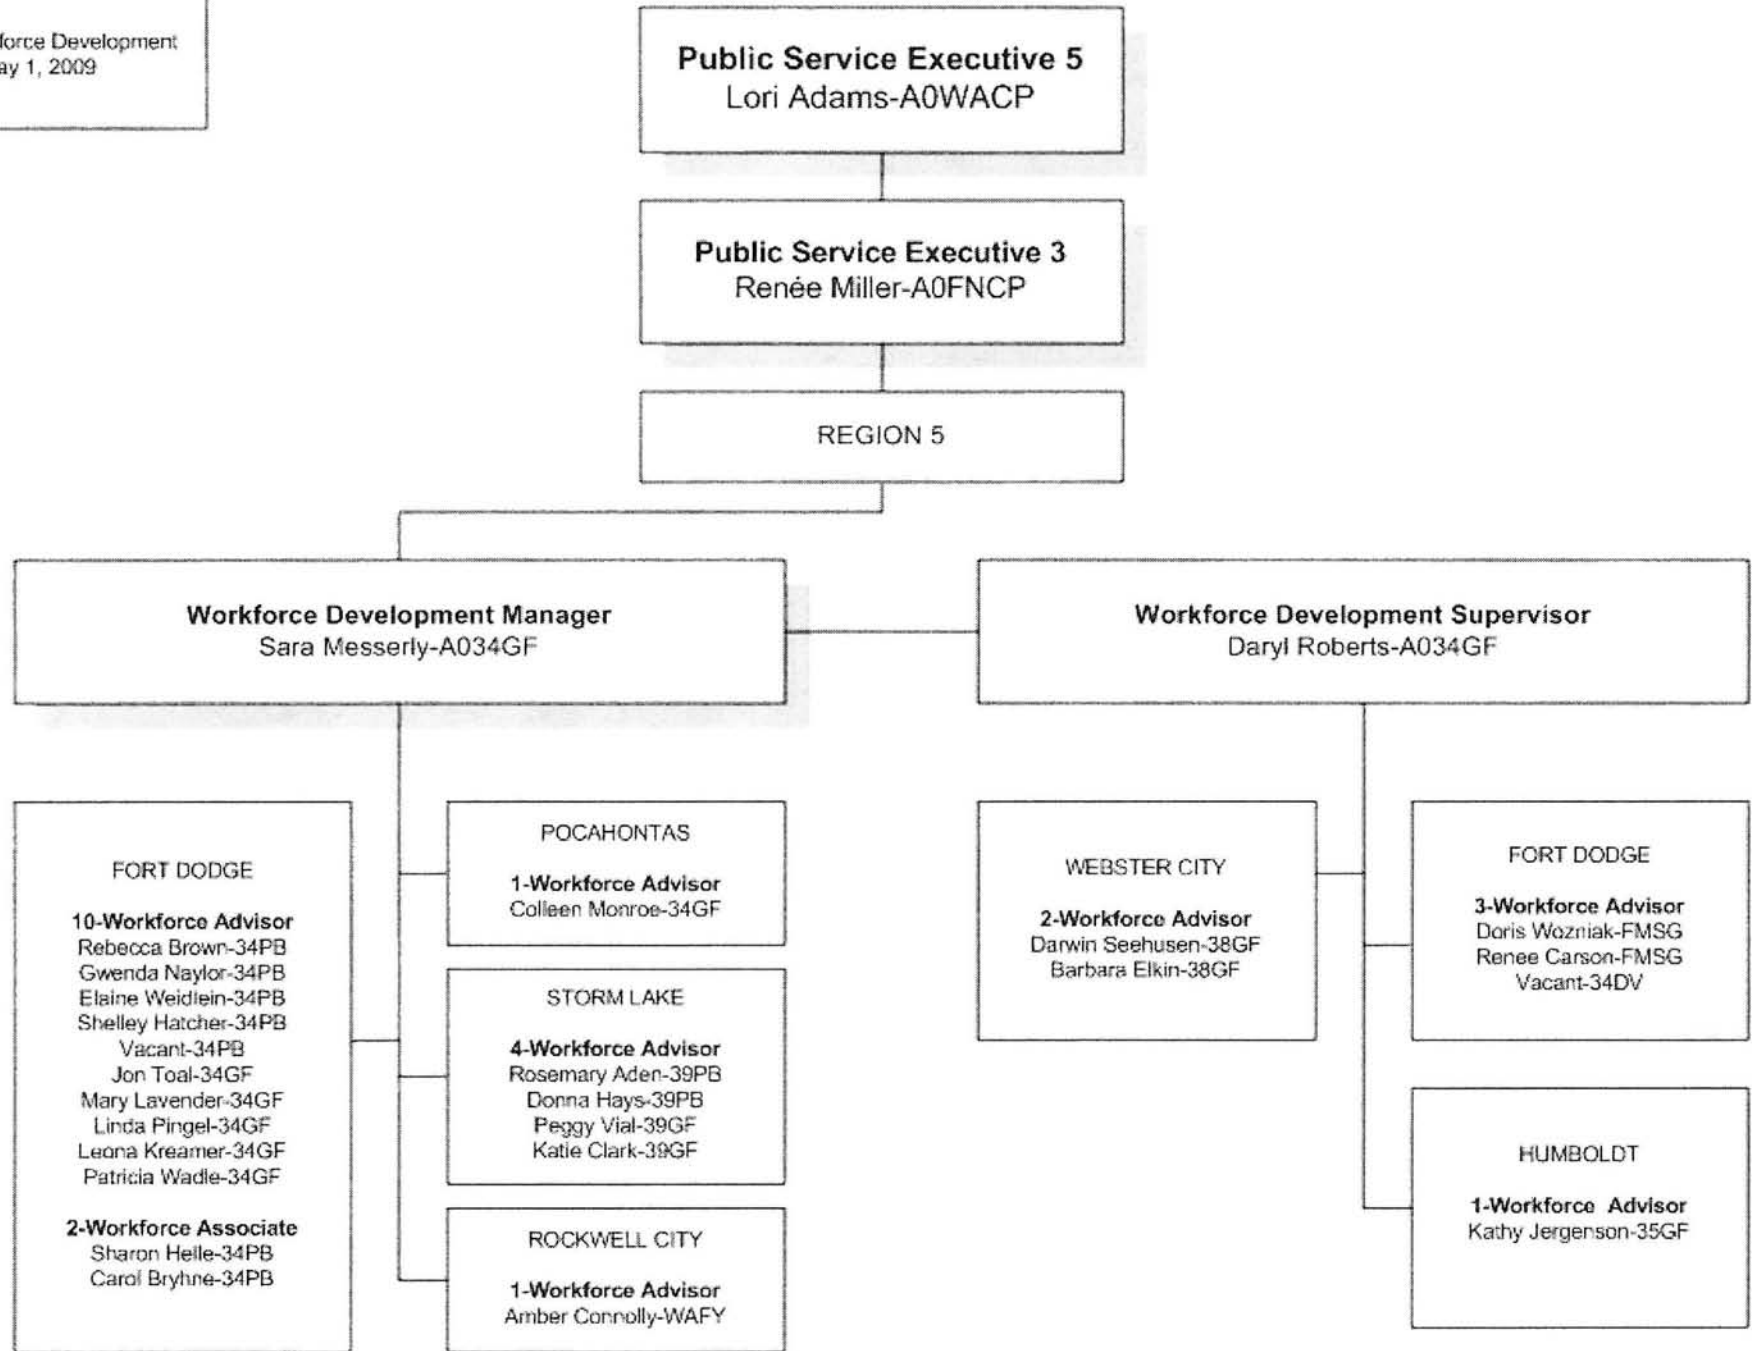 Development
1, 2009
Public Service Executive 5
Lori Adams-A0WACP
Public Service Executive 3
Renée Miller-A0FNCP
REGION 5
Workforce Development Manager
Sara Messerly-A034GF
Workforce Development Supervisor
Daryl Roberts-A034GF
FORT DODGE
10-Workforce Advisor
Rebecca Brown-34PB
Gwenda Naylor-34PB
Elaine Weidlein-34PB
Shelley Hatcher-34PB
Vacant-34PB
Jon Toal-34GF
Mary Lavender-34GF
Linda Pingel-34GF
Leona Kreamer-34GF
Patricia Wadle-34GF
2-Workforce Associate
Sharon Helle-34PB
Carol Bryhne-34PB
POCAHONTAS
1-Workforce Advisor
Colleen Monroe-34GF
STORM LAKE
4-Workforce Advisor
Rosemary Aden-39PB
Donna Hays-39PB
Peggy Vial-39GF
Katie Clark-39GF
ROCKWELL CITY
1-Workforce Advisor
Amber Connolly-WAFY
WEBSTER CITY
2-Workforce Advisor
Darwin Seehusen-38GF
Barbara Elkin-38GF
FORT DODGE
3-Workforce Advisor
Doris Wozniak-FMSG
Renee Carson-FMSG
Vacant-34DV
HUMBOLDT
1-Workforce Advisor
Kathy Jergenson-35GF